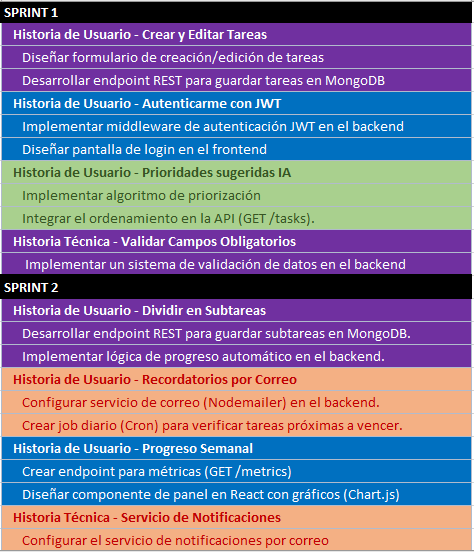 SPRINT 1
Historia de Usuario - Crear y Editar Tareas
Diseñar formulario de creación/edición de tareas
Desarrollar endpoint REST para guardar tareas en MongoDB
Historia de Usuario - Autenticarme con JWT
Implementar middleware de autenticación JWT en el backend
Diseñar pantalla de login en el frontend
Historia de Usuario - Prioridades sugeridas IA
Implementar algoritmo de priorización
Integrar el ordenamiento en la API (GET /tasks).
Historia Técnica - Validar Campos Obligatorios
Implementar un sistema de validación de datos en el backend
SPRINT 2
Historia de Usuario - Dividir en Subtareas
Desarrollar endpoint REST para guardar subtareas en MongoDB.
Implementar lógica de progreso automático en el backend.
Historia de Usuario - Recordatorios por Correo
Configurar servicio de correo (Nodemailer) en el backend.
Crear job diario (Cron) para verificar tareas próximas a vencer.
Historia de Usuario - Progreso Semanal
Crear endpoint para métricas (GET /metrics)
Diseñar componente de panel en React con gráficos (Chart.js)
Historia Técnica - Servicio de Notificaciones
Configurar el servicio de notificaciones por correo